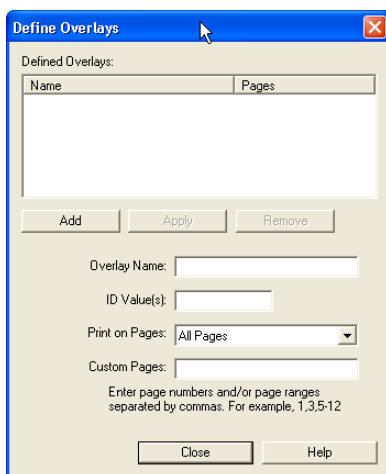 Define Overlays
Defined Overlays:
Name Pages
Add Apply Remove
Overlay Name:
ID Value(s):
Print on Pages: All Pages
Custom Pages:
Enter page numbers and/or page ranges
separated by commas. For example, 1,3,5-12
Close Help